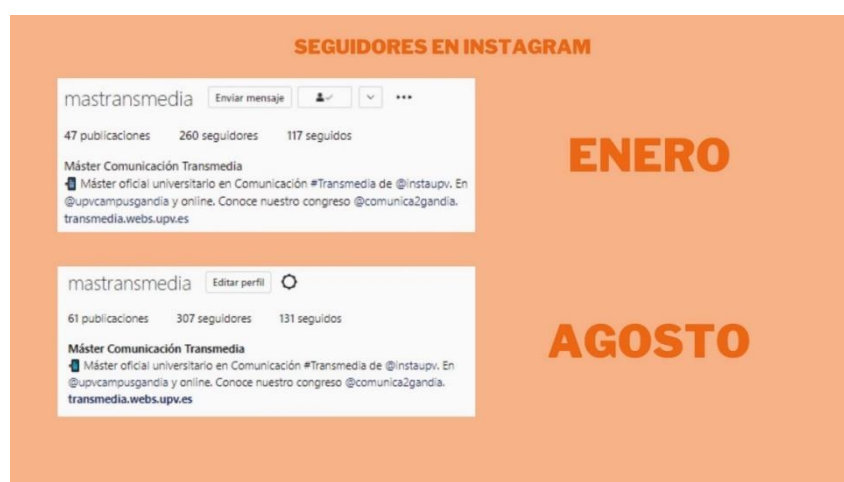 SEGUIDORES EN INSTAGRAM
mastransmedia Enviar mensaje
47 publicaciones 260 seguidores 117 seguidos
Máster Comunicación Transmedia
Máster oficial universitario en Comunicación #Transmedia de @instaupv. En
@upvcampusgandia y online. Conoce nuestro congreso @comunica2gandia.
transmedia.webs.upv.es
ENERO
mastransmedia Editar perfil
61 publicaciones 307 seguidores 131 seguidos
Máster Comunicación Transmedia
Máster oficial universitario en Comunicación #Transmedia de @instaupv. En
@upvcampusgandia y online. Conoce nuestro congreso @comunica2gandia.
transmedia.webs.upv.es
AGOSTO